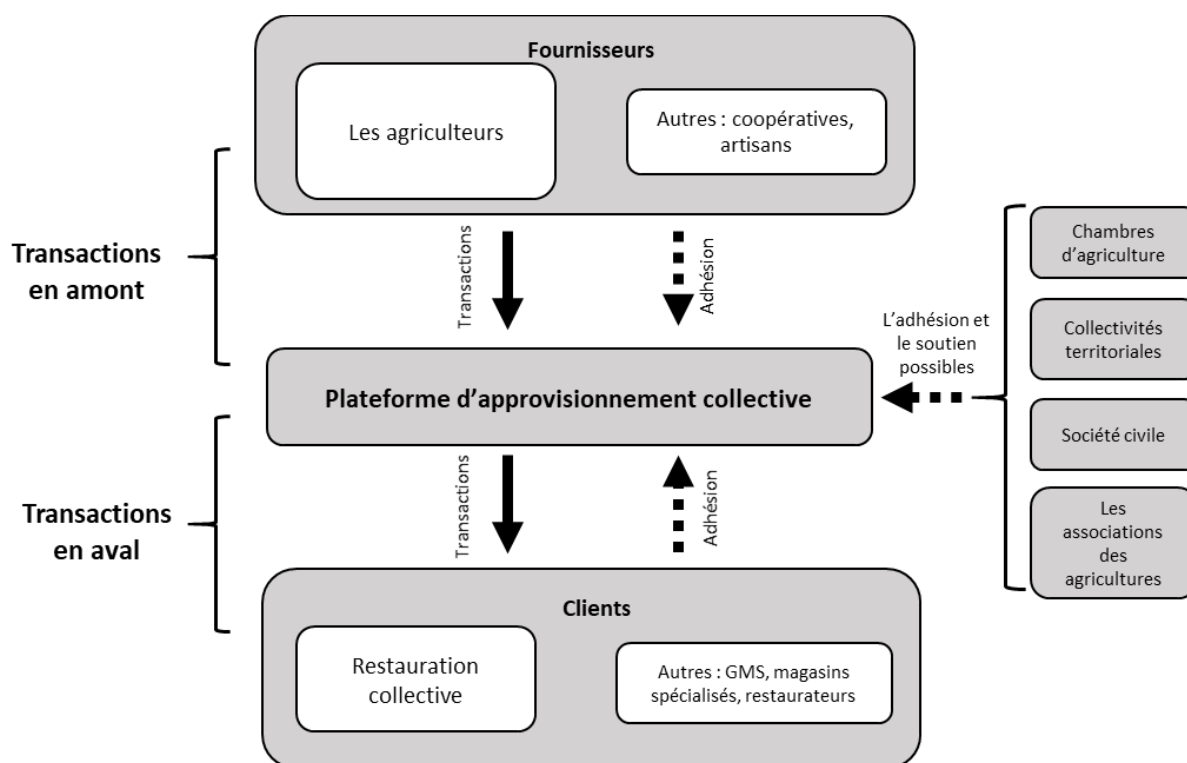 Fournisseurs
Les agriculteurs
Autres : coopératives,
artisans
Transactions
en amont
Transactions
Adhésion
Chambres
d'agriculture
L'adhésion et
le soutien
possibles
Collectivités
territoriales
Plateforme d'approvisionnement collective
Société civile
Transactions
en aval
Transactions
Adhésion
Les
associations
des
agricultures
Clients
Restauration
collective
Autres : GMS, magasins
spécialisés, restaurateurs